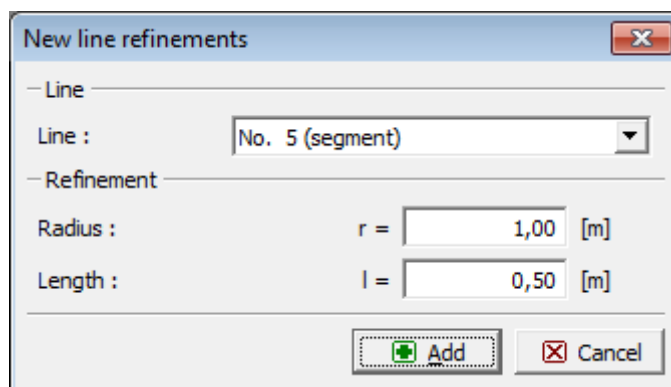 New line refinements
Line
Line : No. 5 (segment)
Refinement
Radius : r = 1,00 [m]
Length : l = 0,50 [m]
Add Cancel